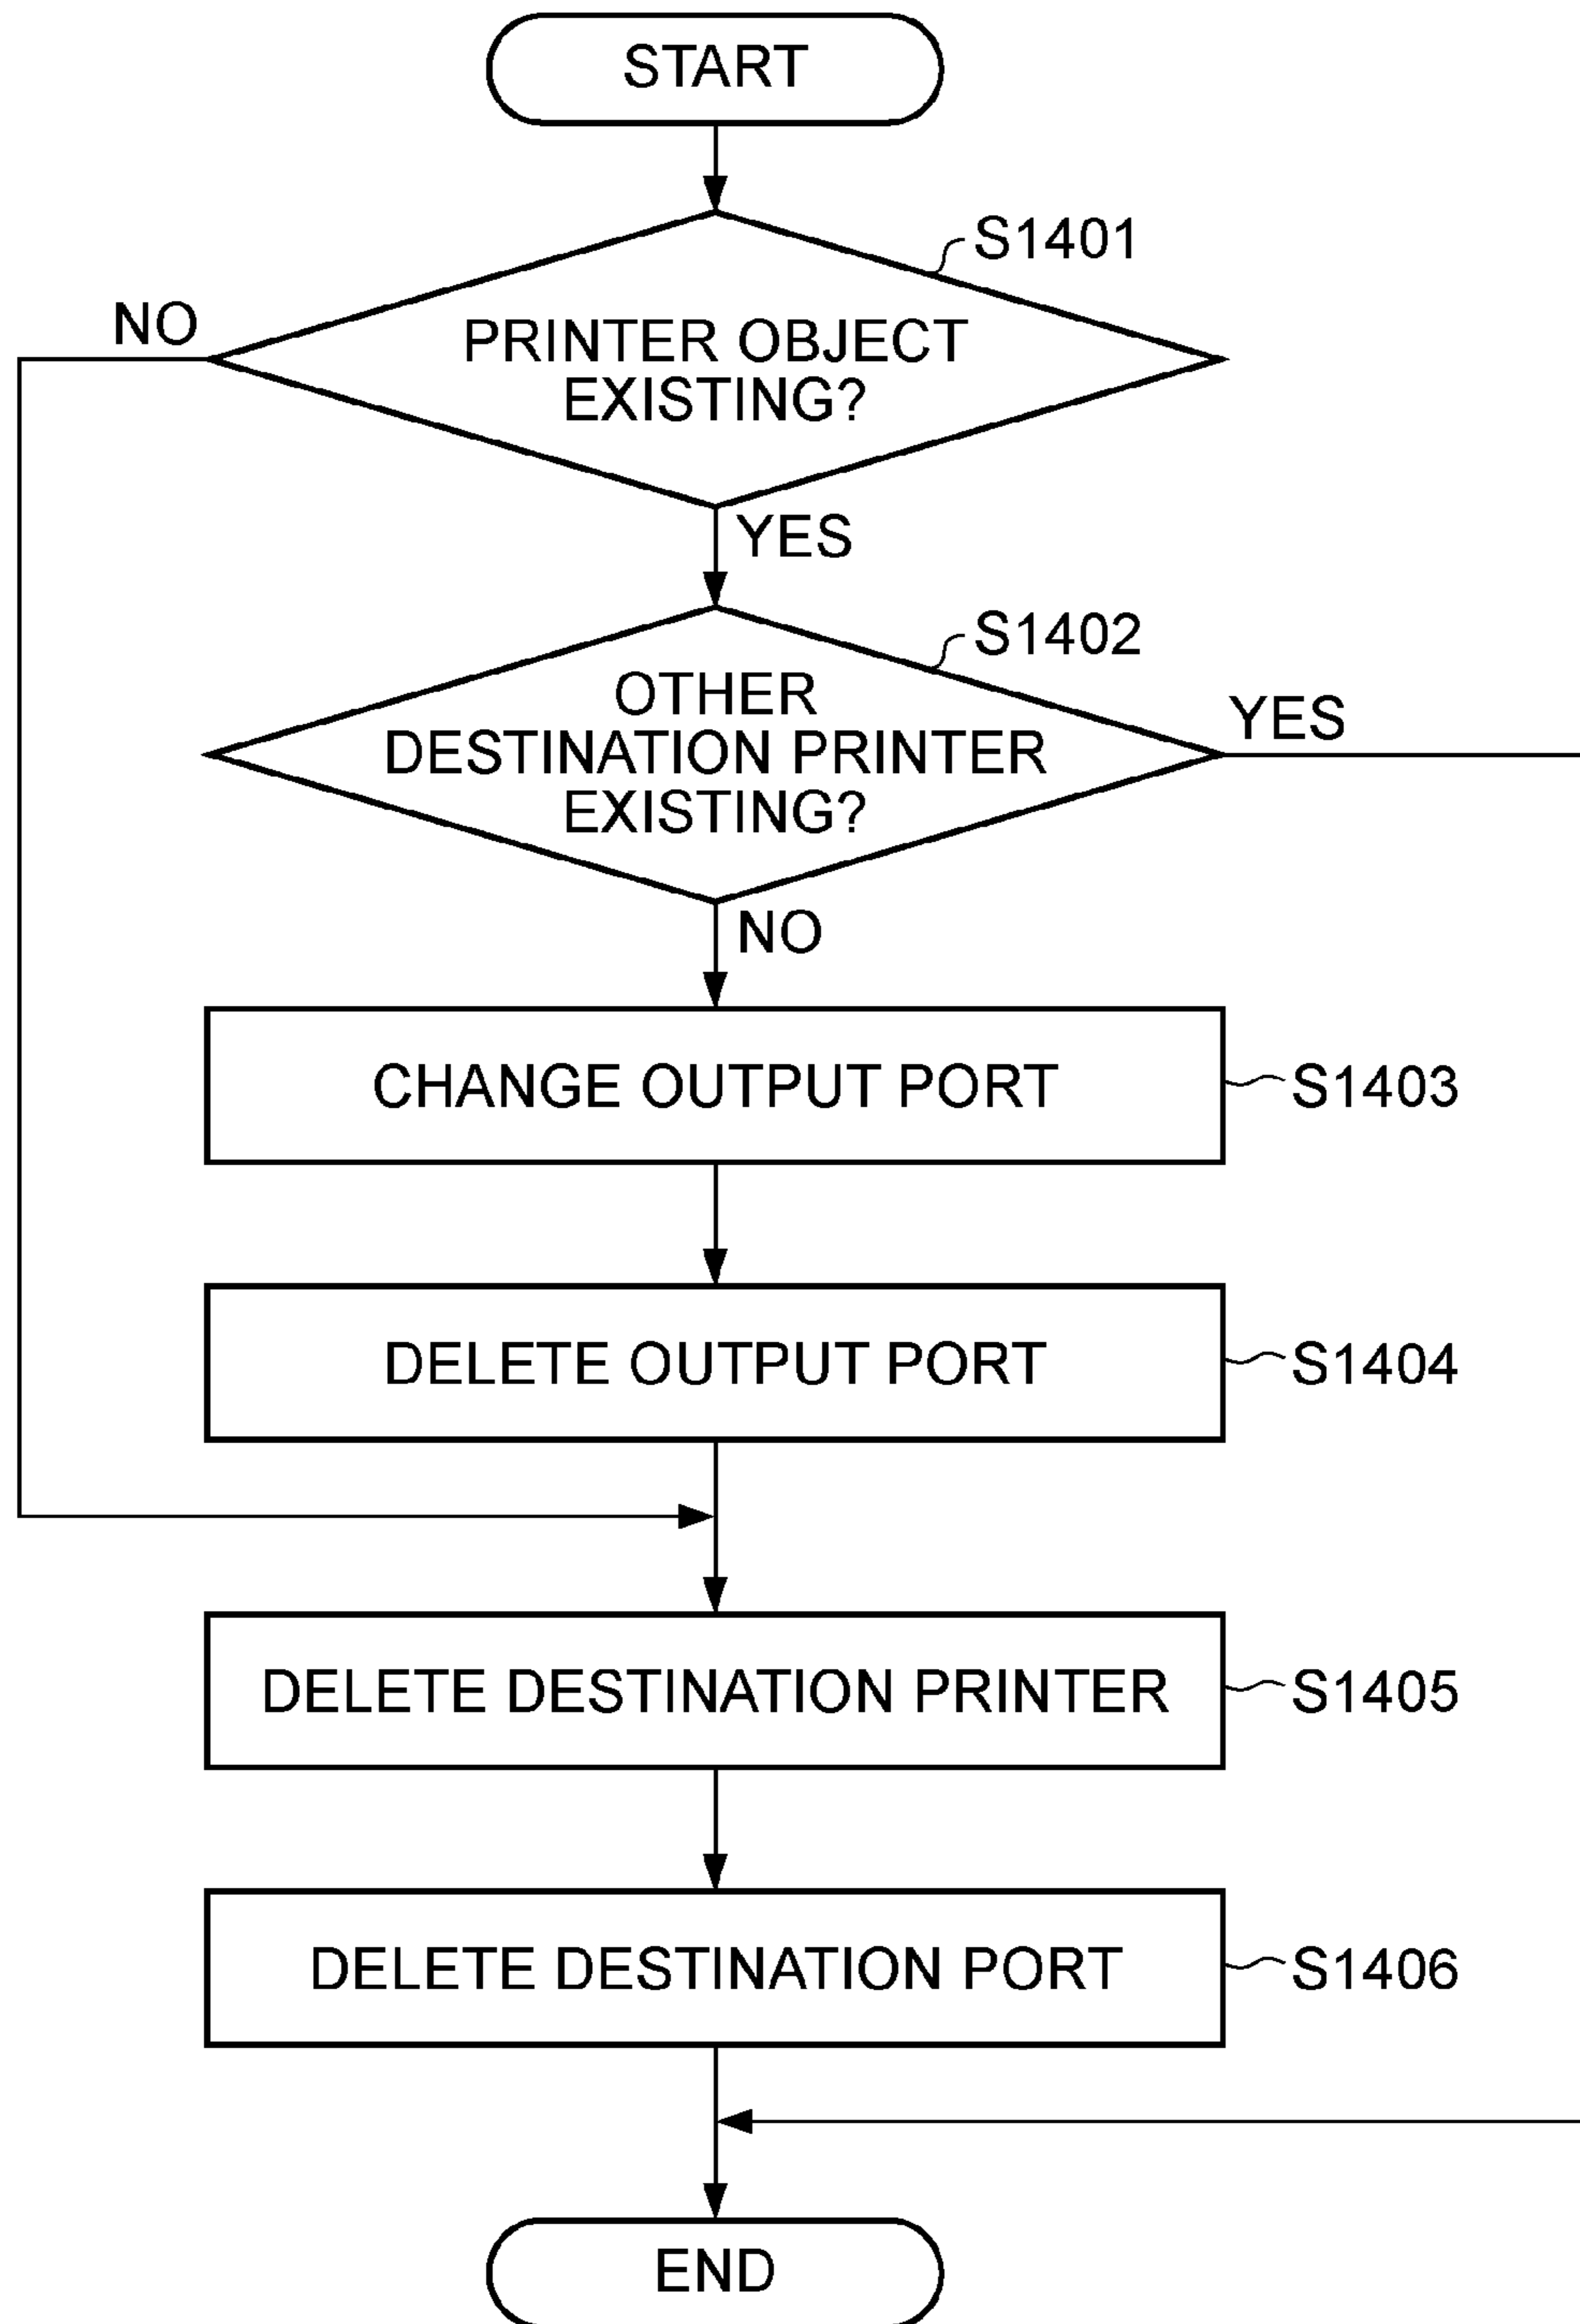 START
S1401
NO
PRINTER OBJECT
EXISTING?
YES
S1402
OTHER
DESTINATION PRINTER
EXISTING?
YES
NO
CHANGE OUTPUT PORT
S1403
DELETE OUTPUT PORT
S1404
DELETE DESTINATION PRINTER
S1405
DELETE DESTINATION PORT
S1406
END